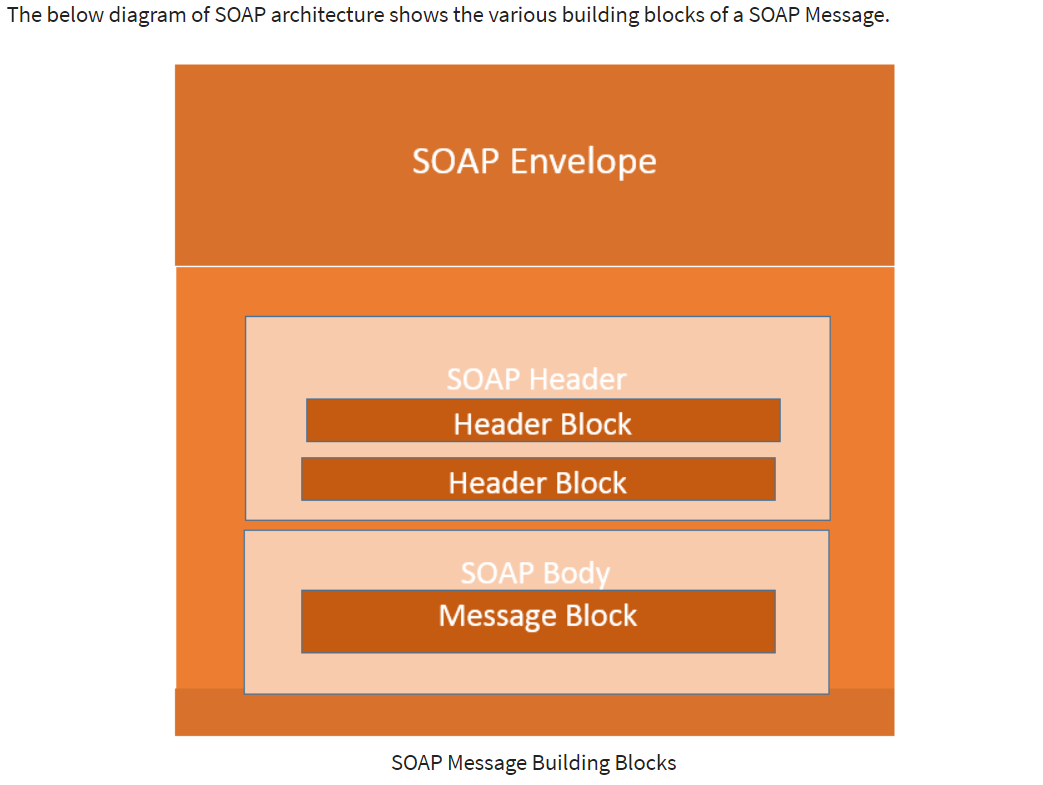 The below diagram of SOAP architecture shows the various building blocks of a SOAP Message.
SOAP Envelope
SOAP Header
Header Block
Header Block
SOAP Body
Message Block
SOAP Message Building Blocks